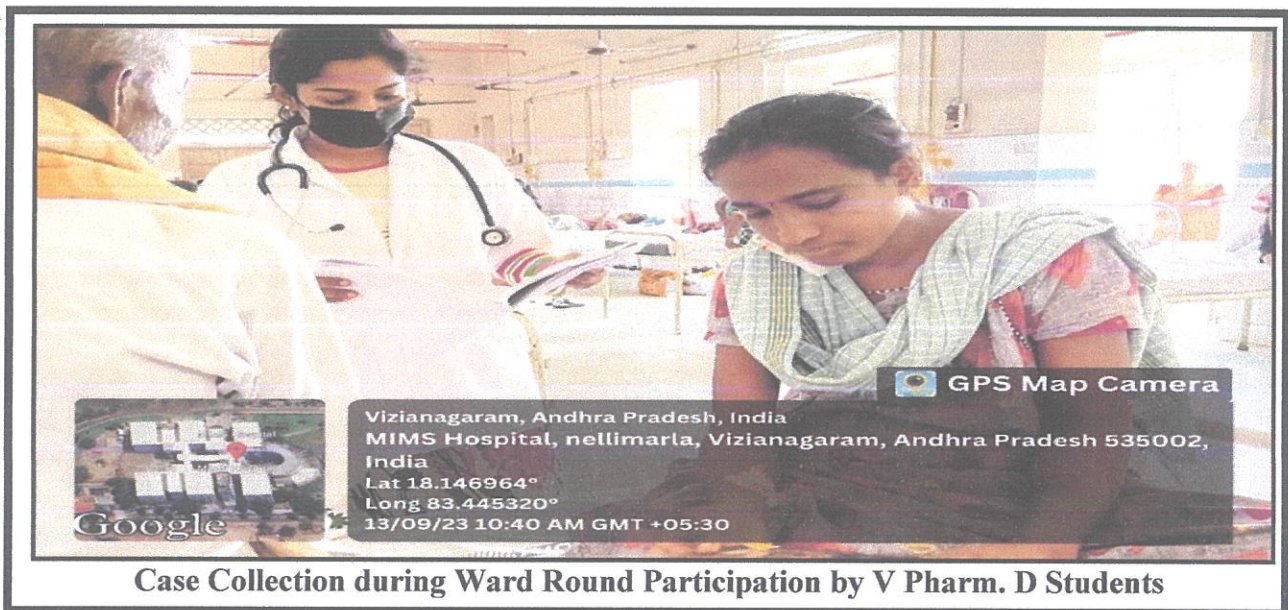 GPS Map Camera
Vizianagaram, Andhra Pradesh, India
MIMS Hospital, nellimarla, Vizianagaram, Andhra Pradesh 535002,
India
Lat 18.146964°
Long 83.445320°
13/09/23 10:40 AM GMT +05:30
Google
Case Collection during Ward Round Participation by V Pharm. D Students